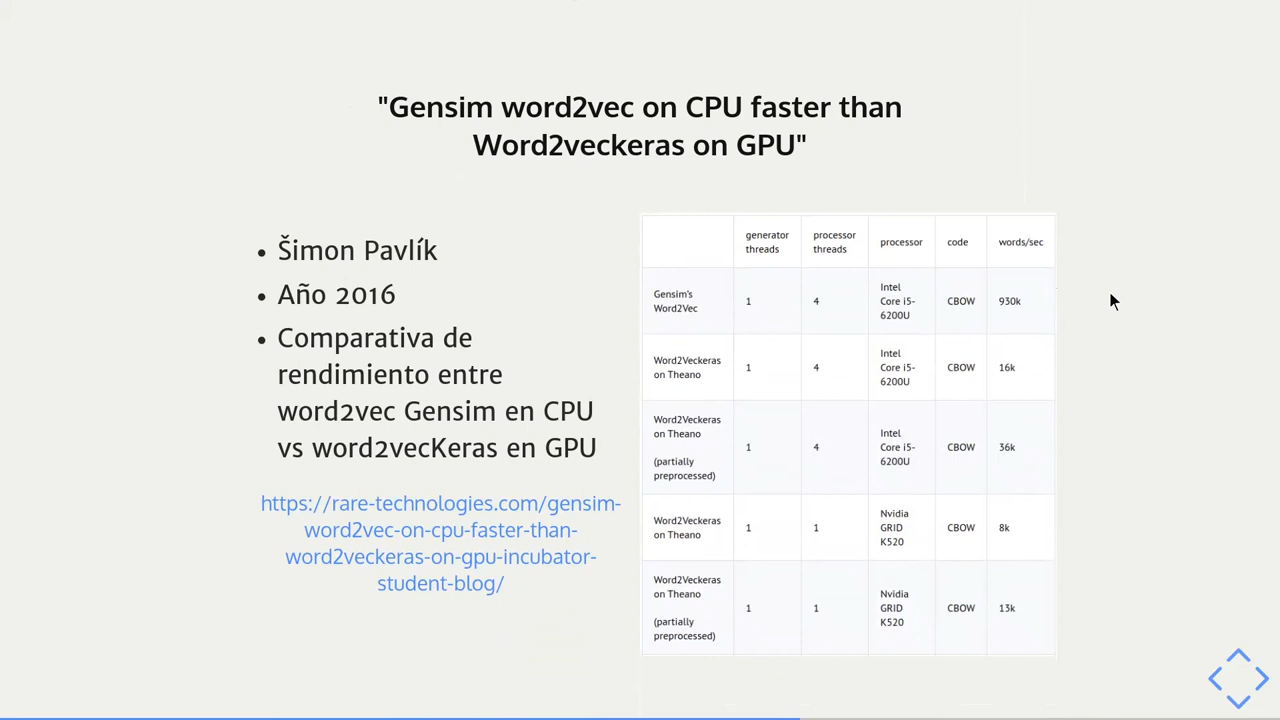 "Gensim word2vec on CPU faster than
Word2veckeras on GPU"
• Šimon Pavlík
• Año 2016
• Comparativa de
rendimiento entre
word2vec Gensim en CPU
vs word2vecKeras en GPU
https://rare-technologies.com/gensim-
word2vec-on-cpu-faster-than-
word2veckeras-on-gpu-incubator-
student-blog/
generator threads | processor threads | processor | code | words/sec
Gensim's Word2Vec | 1 | 4 | Intel Core i5-6200U | CBOW | 930k
Word2Veckeras on Theano | 1 | 4 | Intel Core i5-6200U | CBOW | 16k
Word2Veckeras on Theano (partially preprocessed) | 1 | 4 | Intel Core i5-6200U | CBOW | 36k
Word2Veckeras on Theano | 1 | 1 | Nvidia GRID K520 | CBOW | 8k
Word2Veckeras on Theano (partially preprocessed) | 1 | 1 | Nvidia GRID K520 | CBOW | 13k